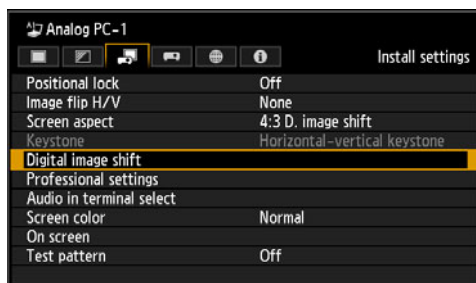 Analog PC-1
Install settings
Positional lock Off
Image flip H/V None
Screen aspect 4:3 D. image shift
Keystone Horizontal-vertical keystone
Digital image shift
Professional settings
Audio in terminal select
Screen color Normal
On screen
Test pattern Off